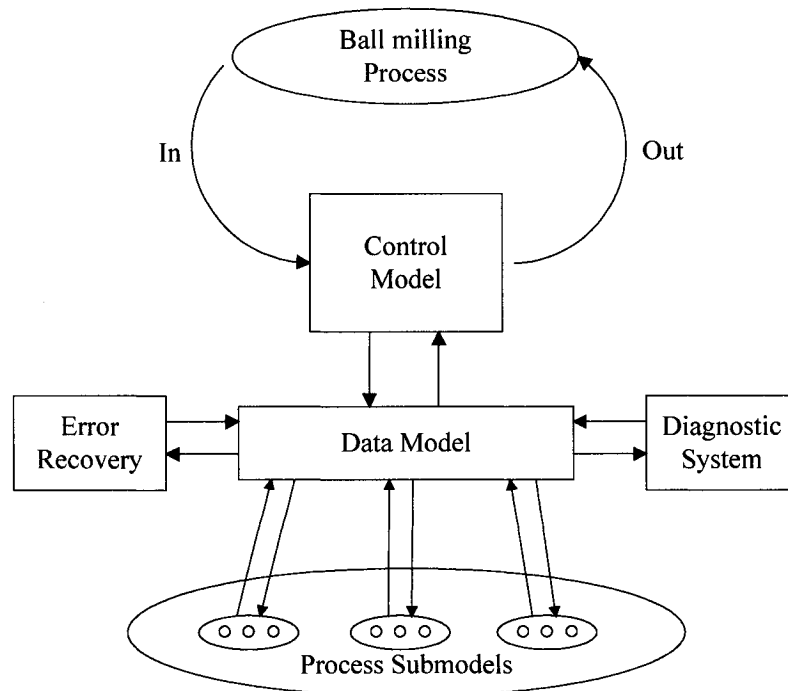 Ball milling
Process
In
Out
Control
Model
Error
Recovery
Data Model
Diagnostic
System
Process Submodels